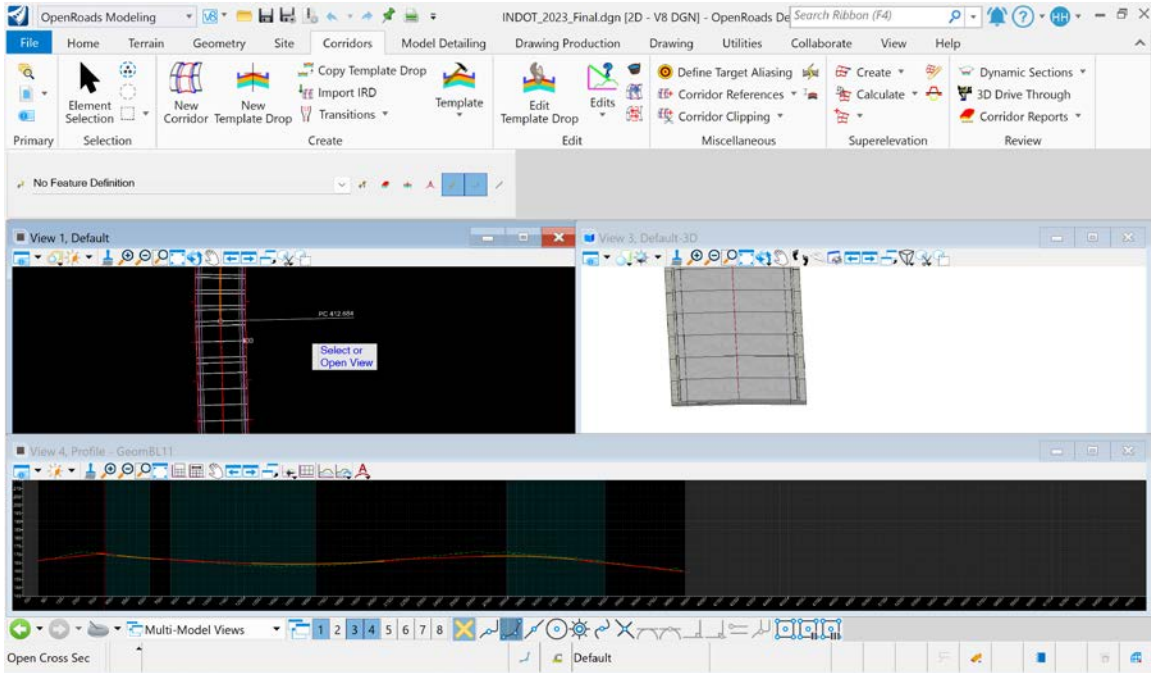 OpenRoads Modeling
INDOT_2023_Final.dgn [2D - V8 DGN] - OpenRoads De
Search Ribbon (F4)
HH
File Home Terrain Geometry Site Corridors Model Detailing Drawing Production Drawing Utilities Collaborate View Help
Element
Selection
New
Corridor
New
Template Drop
Copy Template Drop
Import IRD
Transitions
Template
Edit
Template Drop
Edits
Define Target Aliasing
Corridor References
Corridor Clipping
Create
Calculate
Dynamic Sections
3D Drive Through
Corridor Reports
Primary Selection Create Edit Miscellaneous Superelevation Review
No Feature Definition
View 1, Default
View 3, Default-3D
PC 412.684
Select or
Open View
View 4, Profile - GeomBL11
Multi-Model Views
1 2 3 4 5 6 7 8
Open Cross Sec
Default